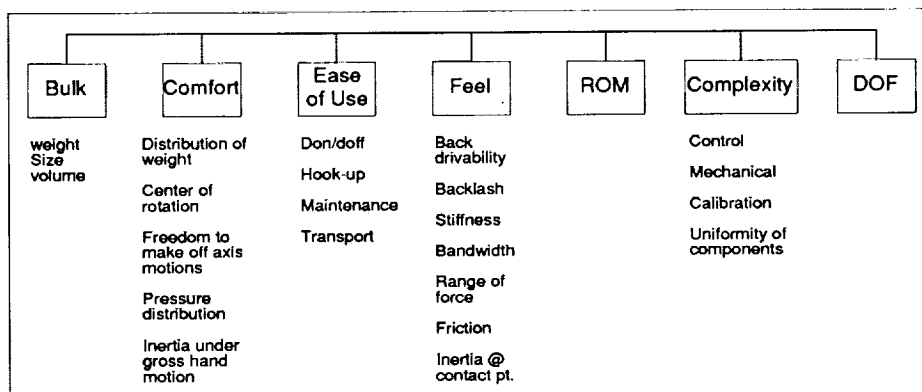 Bulk
weight
Size
volume
Comfort
Distribution of
weight
Center of
rotation
Freedom to
make off axis
motions
Pressure
distribution
Inertia under
gross hand
motion
Ease
of Use
Don/doff
Hook-up
Maintenance
Transport
Feel
Back
drivability
Backlash
Stiffness
Bandwidth
Range of
force
Friction
Inertia @
contact pt.
ROM
Complexity
Control
Mechanical
Calibration
Uniformity of
components
DOF